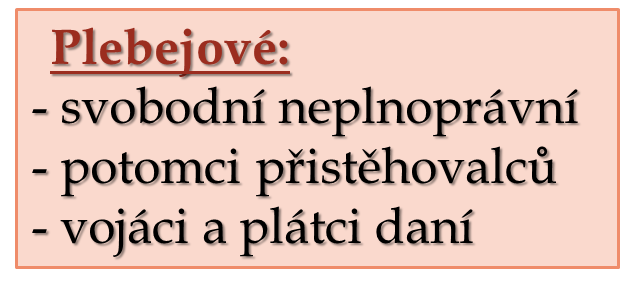 Plebejové:
- svobodní neplnoprávní
- potomci přistěhovalců
- vojáci a plátci daní